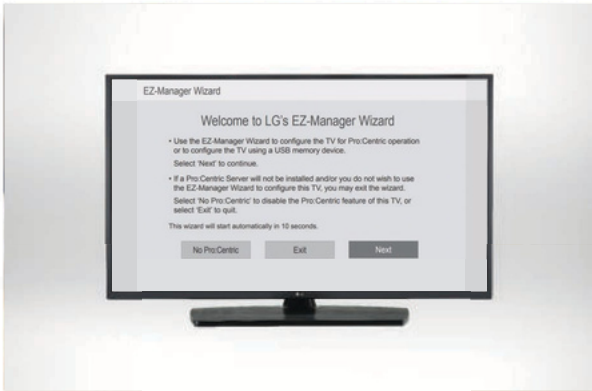 EZ-Manager Wizard
Welcome to LG's EZ-Manager Wizard
• Use the EZ-Manager Wizard to configure the TV for Pro:Centric operation
or to configure the TV using a USB memory device.
Select 'Next' to continue.
• If a Pro:Centric Server will not be installed and/or you do not wish to use
the EZ-Manager Wizard to configure this TV, you may exit the wizard.
Select 'No Pro:Centric' to disable the Pro:Centric feature of this TV, or
select 'Exit' to quit.
This wizard will start automatically in 10 seconds.
No Pro:Centric Exit Next